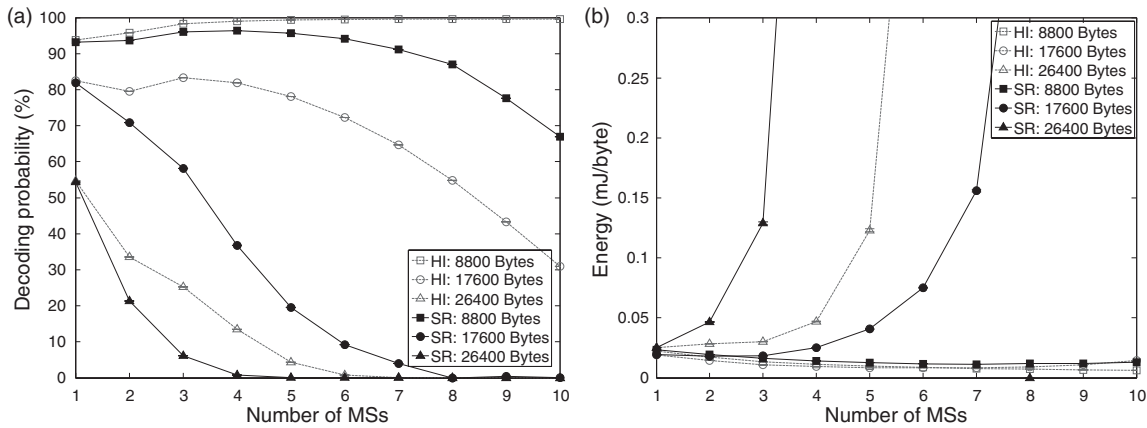 (a)
100
90
80
70
60
50
40
30
20
10
0
Decoding probability (%)
HI: 8800 Bytes
HI: 17600 Bytes
HI: 26400 Bytes
SR: 8800 Bytes
SR: 17600 Bytes
SR: 26400 Bytes
1 2 3 4 5 6 7 8 9 10
Number of MSs
(b)
0.3
0.25
0.2
0.15
0.1
0.05
0
Energy (mJ/byte)
HI: 8800 Bytes
HI: 17600 Bytes
HI: 26400 Bytes
SR: 8800 Bytes
SR: 17600 Bytes
SR: 26400 Bytes
1 2 3 4 5 6 7 8 9 10
Number of MSs